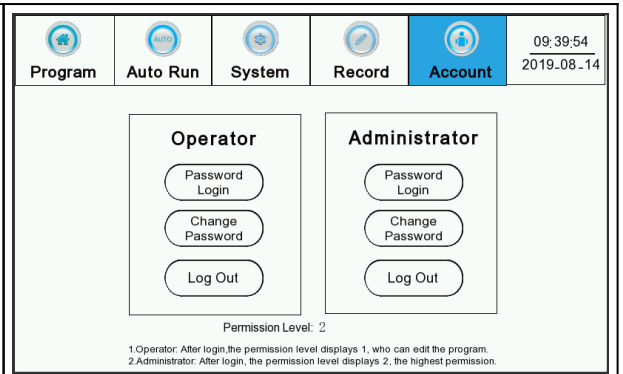 AUTO
Program Auto Run System Record Account
09:39:54
2019-08-14
Operator
Password
Login
Change
Password
Log Out
Administrator
Password
Login
Change
Password
Log Out
Permission Level: 2
1.Operator: After login,the permission level displays 1, who can edit the program.
2.Administrator: After login, the permission level displays 2, the highest permission.